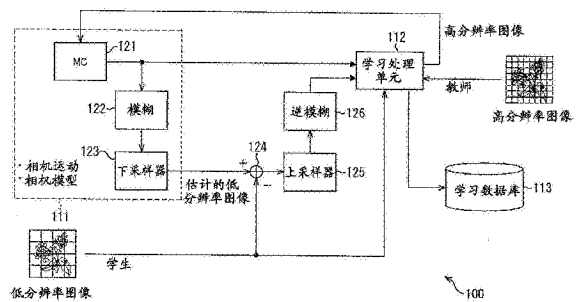 高分辨率图像
MC
121
112
学习处理
单元
教师
高分辨率图像
122
模糊
逆模糊
126
123
下采样器
+
124
−
上采样器
125
估计的低
分辨率图像
· 相机运动
· 相机模型
学习数据库
113
111
学生
低分辨率图像
100